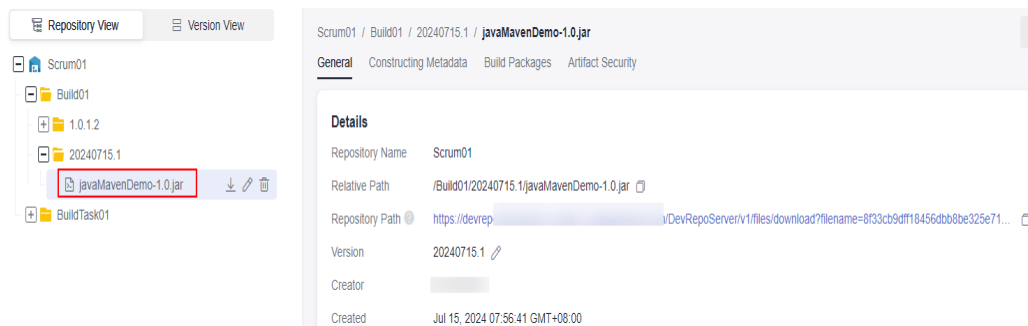 Repository View
Version View
Scrum01
Build01
1.0.1.2
20240715.1
javaMavenDemo-1.0.jar
BuildTask01
Scrum01 / Build01 / 20240715.1 / javaMavenDemo-1.0.jar
General Constructing Metadata Build Packages Artifact Security
Details
Repository Name Scrum01
Relative Path /Build01/20240715.1/javaMavenDemo-1.0.jar
Repository Path https://devrep /DevRepoServer/v1/files/download?filename=8f33cb9dff18456dbb8be325e71...
Version 20240715.1
Creator
Created Jul 15, 2024 07:56:41 GMT+08:00